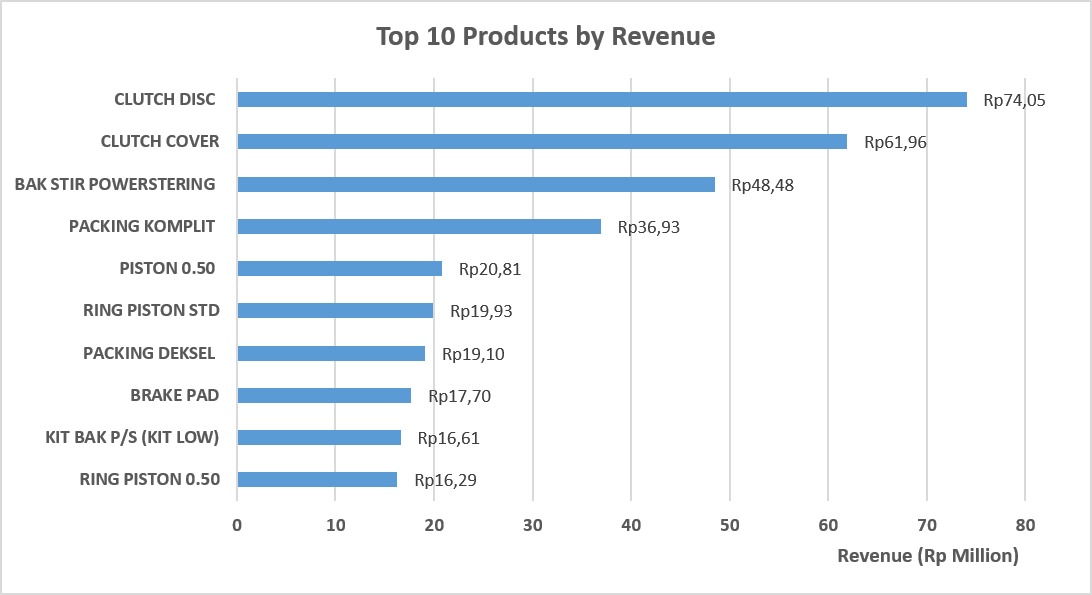 Top 10 Products by Revenue
CLUTCH DISC Rp74,05
CLUTCH COVER Rp61,96
BAK STIR POWERSTERING Rp48,48
PACKING KOMPLIT Rp36,93
PISTON 0.50 Rp20,81
RING PISTON STD Rp19,93
PACKING DEKSEL Rp19,10
BRAKE PAD Rp17,70
KIT BAK P/S (KIT LOW) Rp16,61
RING PISTON 0.50 Rp16,29
0 10 20 30 40 50 60 70 80
Revenue (Rp Million)